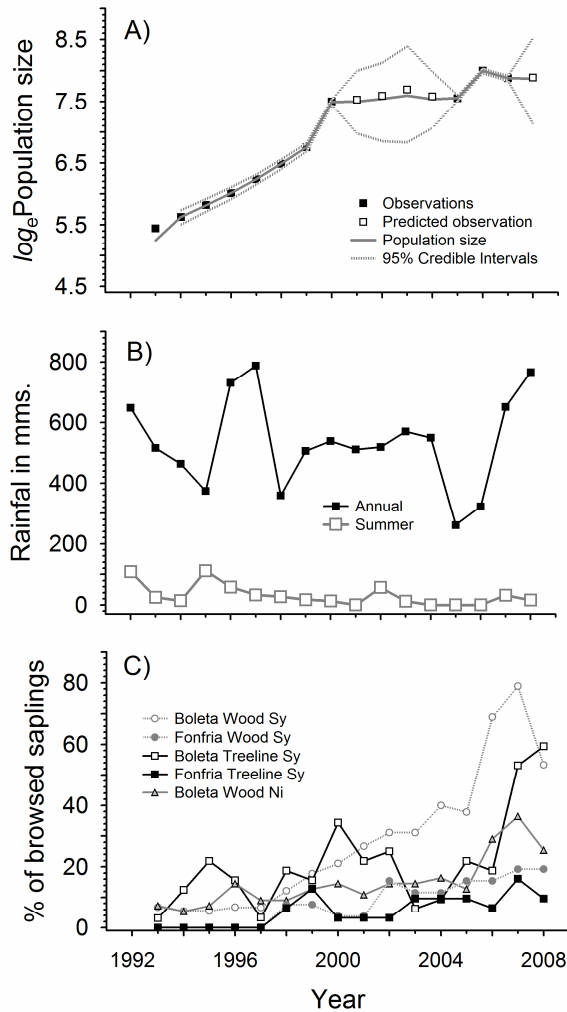 A)
8.5
7.5
6.5
5.5
4.5
logₑPopulation size
Observations
Predicted observation
Population size
95% Credible Intervals
B)
800
600
400
200
0
Rainfal in mms.
Annual
Summer
C)
80
60
40
20
0
% of browsed saplings
Boleta Wood Sy
Fonfria Wood Sy
Boleta Treeline Sy
Fonfria Treeline Sy
Boleta Wood Ni
1992 1996 2000 2004 2008
Year